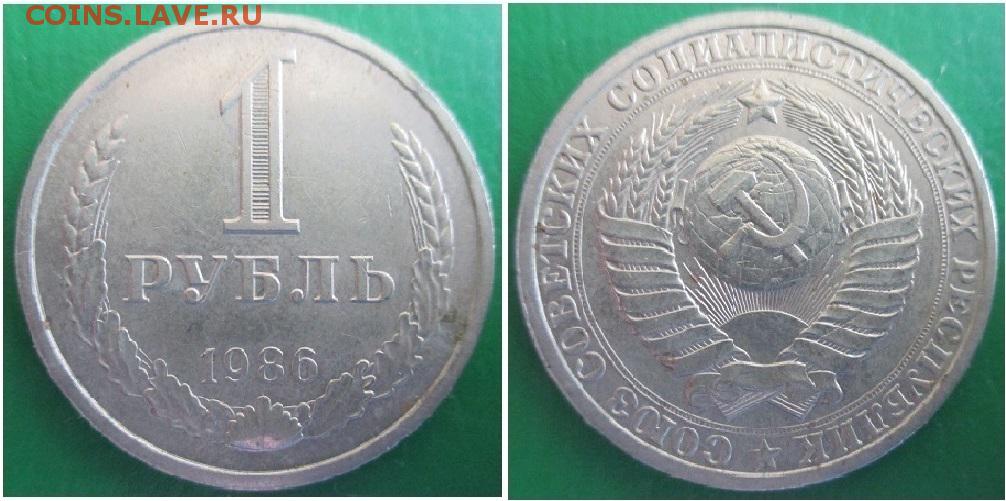 COINS.LAVE.RU
1
РУБЛЬ
1986
СОЮЗ СОВЕТСКИХ СОЦИАЛИСТИЧЕСКИХ РЕСПУБЛИК